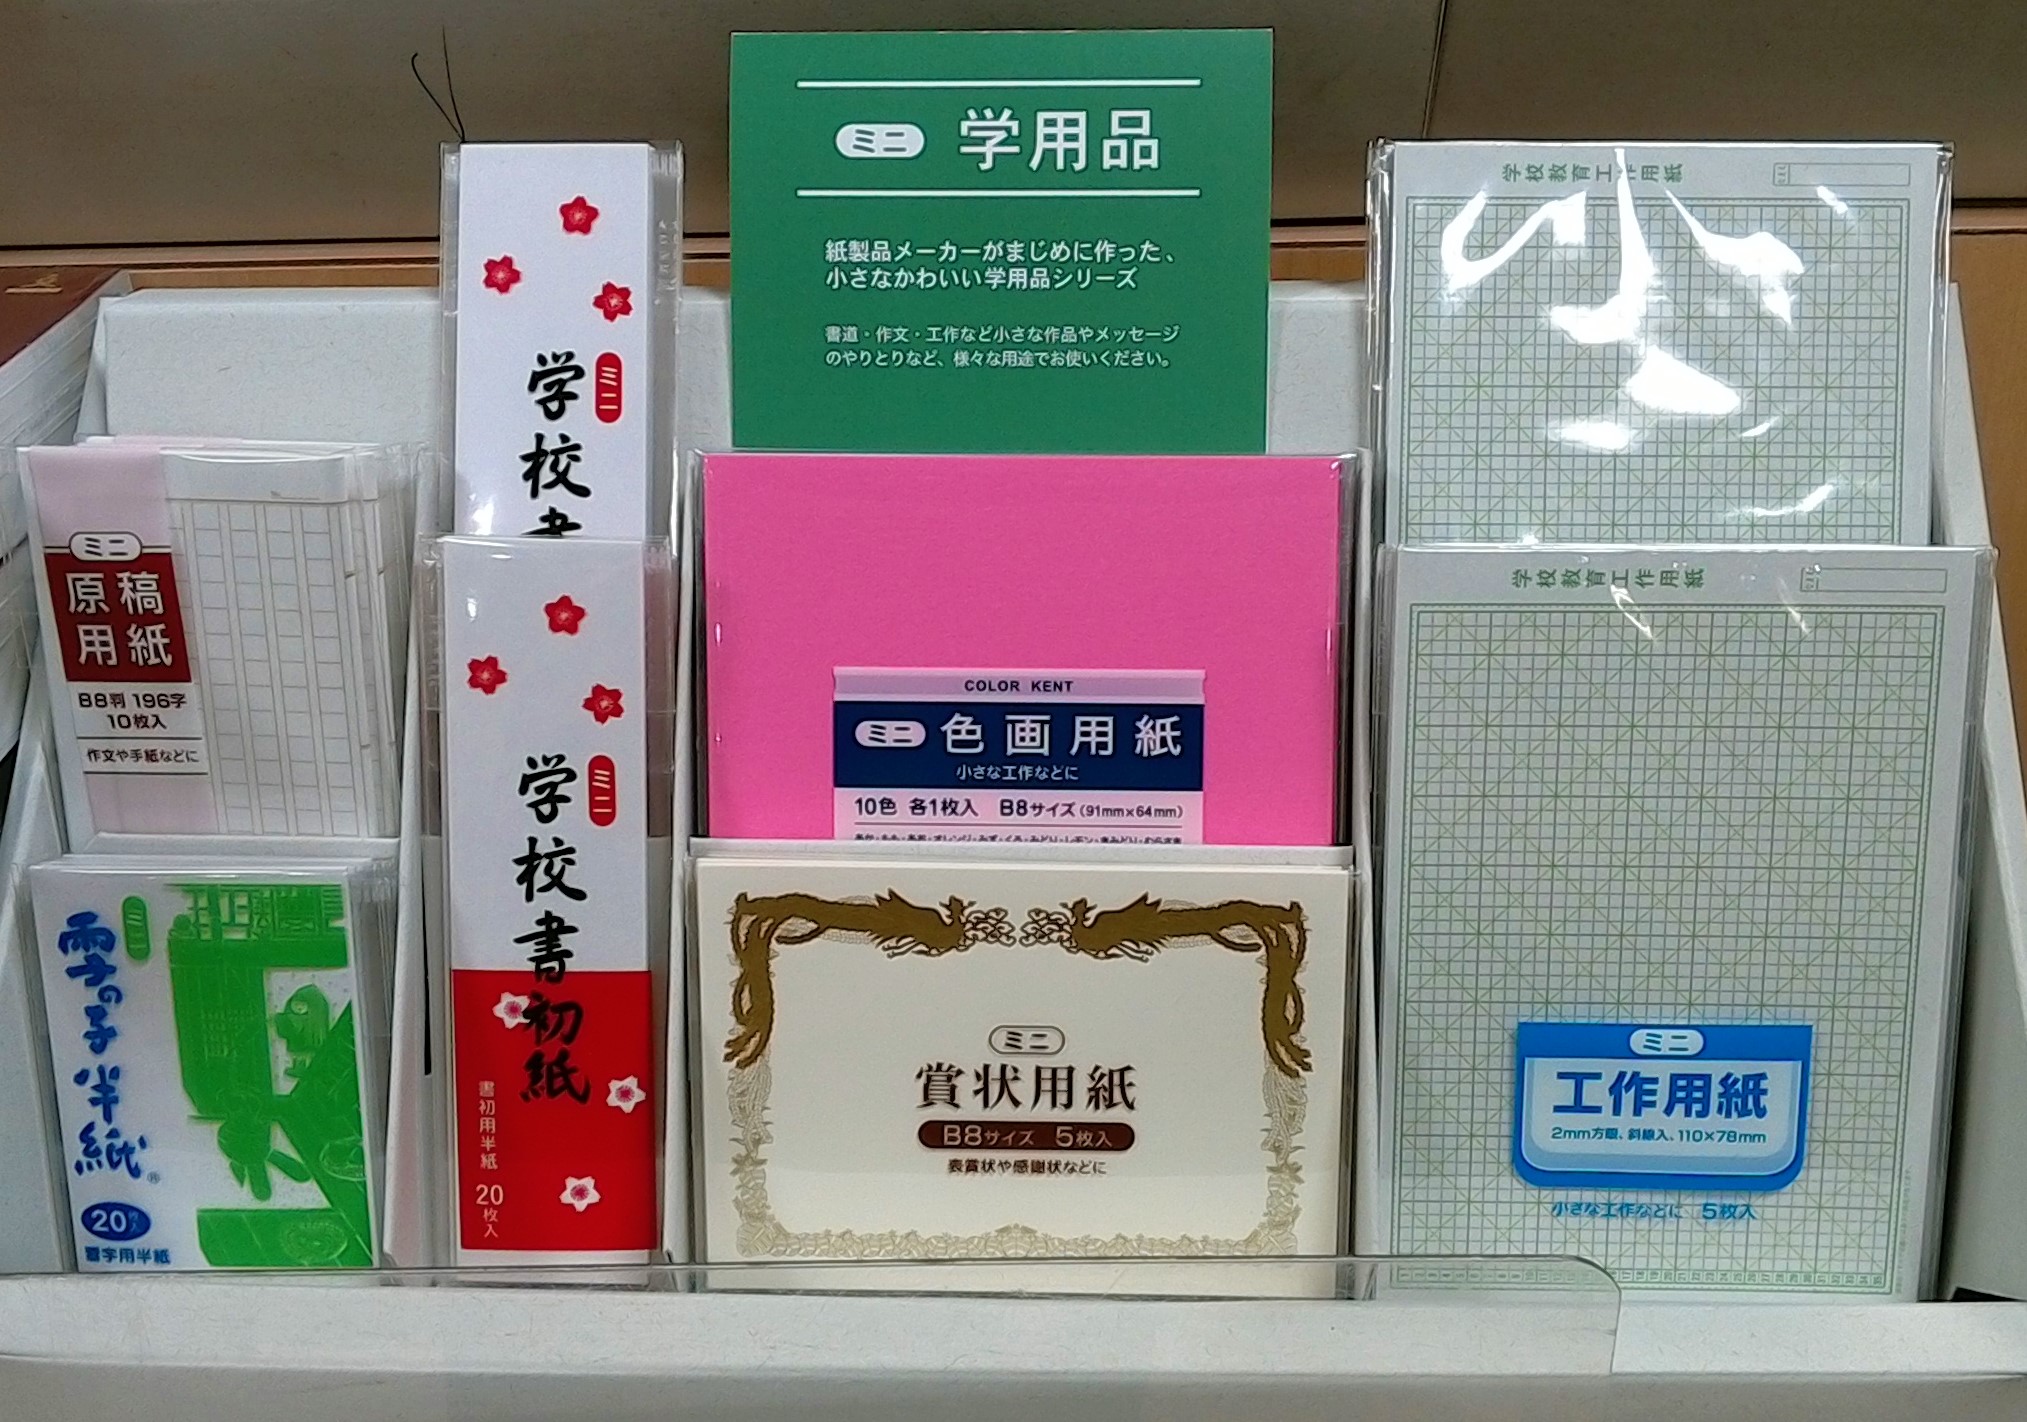 ミニ 学用品
紙製品メーカーがまじめに作った、
小さなかわいい学用品シリーズ
書道・作文・工作など小さな作品やメッセージ
のやりとりなど、様々な用途でお使いください。
ミニ
原稿
用紙
B8判 196字
10枚入
作文や手紙などに
ミニ
雪の子半紙®
20枚入
習字用半紙
ミニ
学校書
ミニ
学校書初紙
書初用半紙
20枚入
COLOR KENT
ミニ 色画用紙
小さな工作などに
10色 各1枚入 B8サイズ(91mm×64mm)
ミニ
賞状用紙
B8サイズ 5枚入
表賞状や感謝状などに
学校教育工作用紙
学校教育工作用紙
ミニ
工作用紙
2mm方眼、斜線入、110×78mm
小さな工作などに 5枚入